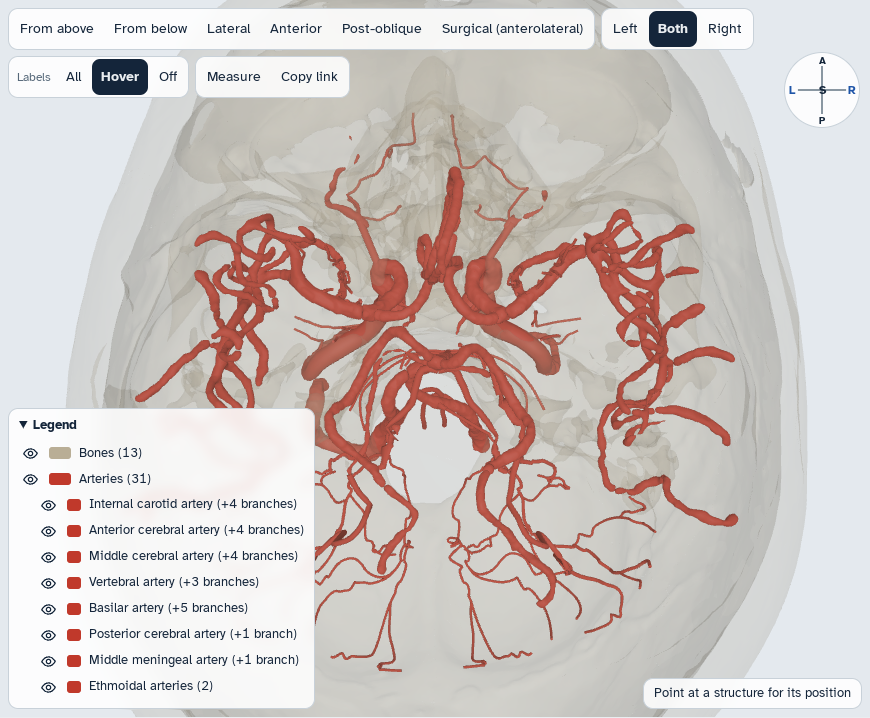 From above From below Lateral Anterior Post-oblique Surgical (anterolateral) Left Both Right
Labels All Hover Off Measure Copy link
A
L S R
P
▼ Legend
Bones (13)
Arteries (31)
Internal carotid artery (+4 branches)
Anterior cerebral artery (+4 branches)
Middle cerebral artery (+4 branches)
Vertebral artery (+3 branches)
Basilar artery (+5 branches)
Posterior cerebral artery (+1 branch)
Middle meningeal artery (+1 branch)
Ethmoidal arteries (2)
Point at a structure for its position